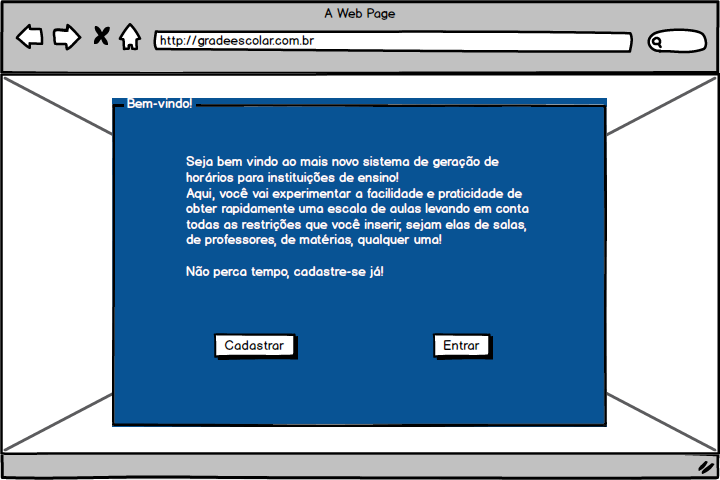 A Web Page
http://gradeescolar.com.br
Bem-vindo!
Seja bem vindo ao mais novo sistema de geração de
horários para instituições de ensino!
Aqui, você vai experimentar a facilidade e praticidade de
obter rapidamente uma escala de aulas levando em conta
todas as restrições que você inserir, sejam elas de salas,
de professores, de matérias, qualquer uma!
Não perca tempo, cadastre-se já!
Cadastrar
Entrar